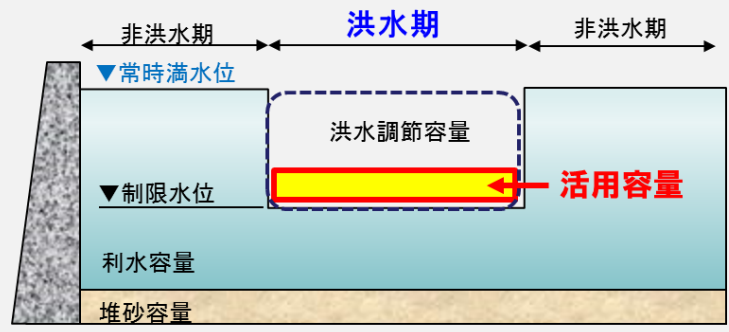 非洪水期
洪水期
非洪水期
▼常時満水位
洪水調節容量
▼制限水位
活用容量
利水容量
堆砂容量